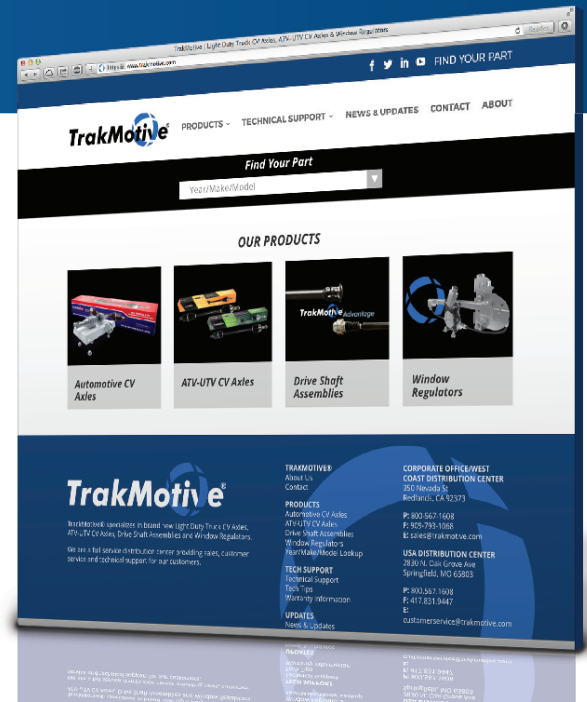 TrakMotive | Light Duty Truck CV Axles, ATV-UTV CV Axles & Window Regulators
www.trakmotive.com
Reader
FIND YOUR PART
TrakMotive®
PRODUCTS
TECHNICAL SUPPORT
NEWS & UPDATES
CONTACT
ABOUT
Find Your Part
Year/Make/Model
OUR PRODUCTS
TrakMotive Advantage
Automotive CV
Axles
ATV-UTV CV Axles
Drive Shaft
Assemblies
Window
Regulators
TrakMotive®
TrakMotive® specializes in brand new Light Duty Truck CV Axles,
ATV-UTV CV Axles, Drive Shaft Assemblies and Window Regulators.
We are a full service distribution center providing sales, customer
service and technical support for our customers.
TRAKMOTIVE®
About Us
Contact
PRODUCTS
Automotive CV Axles
ATV-UTV CV Axles
Drive Shaft Assemblies
Window Regulators
Year/Make/Model Lookup
TECH SUPPORT
Technical Support
Tech Tips
Warranty Information
UPDATES
News & Updates
CORPORATE OFFICE/WEST
COAST DISTRIBUTION CENTER
350 Nevada St
Redlands, CA 92373
P: 800-567-1608
F: 909-793-1068
E: sales@trakmotive.com
USA DISTRIBUTION CENTER
2830 N. Oak Grove Ave
Springfield, MO 65803
P: 800.567.1608
F: 417.831.9447
E:
customerservice@trakmotive.com